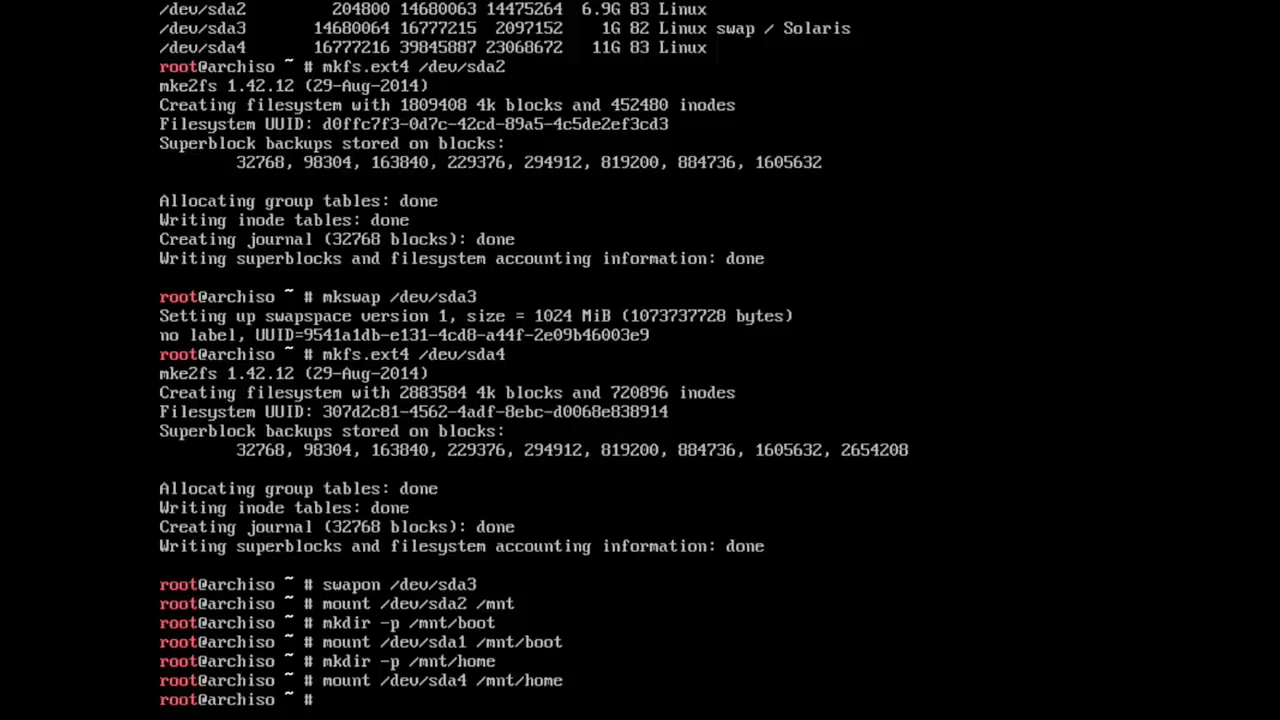 /dev/sda2 204800 14680063 14475264 6.9G 83 Linux
/dev/sda3 14680064 16777215 2097152 1G 82 Linux swap / Solaris
/dev/sda4 16777216 39845887 23068672 11G 83 Linux
root@archiso ~ # mkfs.ext4 /dev/sda2
mke2fs 1.42.12 (29-Aug-2014)
Creating filesystem with 1809408 4k blocks and 452480 inodes
Filesystem UUID: d0ffc7f3-0d7c-42cd-89a5-4c5de2ef3cd3
Superblock backups stored on blocks:
32768, 98304, 163840, 229376, 294912, 819200, 884736, 1605632
Allocating group tables: done
Writing inode tables: done
Creating journal (32768 blocks): done
Writing superblocks and filesystem accounting information: done
root@archiso ~ # mkswap /dev/sda3
Setting up swapspace version 1, size = 1024 MiB (1073737728 bytes)
no label, UUID=9541a1db-e131-4cd8-a44f-2e09b46003e9
root@archiso ~ # mkfs.ext4 /dev/sda4
mke2fs 1.42.12 (29-Aug-2014)
Creating filesystem with 2883584 4k blocks and 720896 inodes
Filesystem UUID: 307d2c81-4562-4adf-8ebc-d0068e838914
Superblock backups stored on blocks:
32768, 98304, 163840, 229376, 294912, 819200, 884736, 1605632, 2654208
Allocating group tables: done
Writing inode tables: done
Creating journal (32768 blocks): done
Writing superblocks and filesystem accounting information: done
root@archiso ~ # swapon /dev/sda3
root@archiso ~ # mount /dev/sda2 /mnt
root@archiso ~ # mkdir -p /mnt/boot
root@archiso ~ # mount /dev/sda1 /mnt/boot
root@archiso ~ # mkdir -p /mnt/home
root@archiso ~ # mount /dev/sda4 /mnt/home
root@archiso ~ #